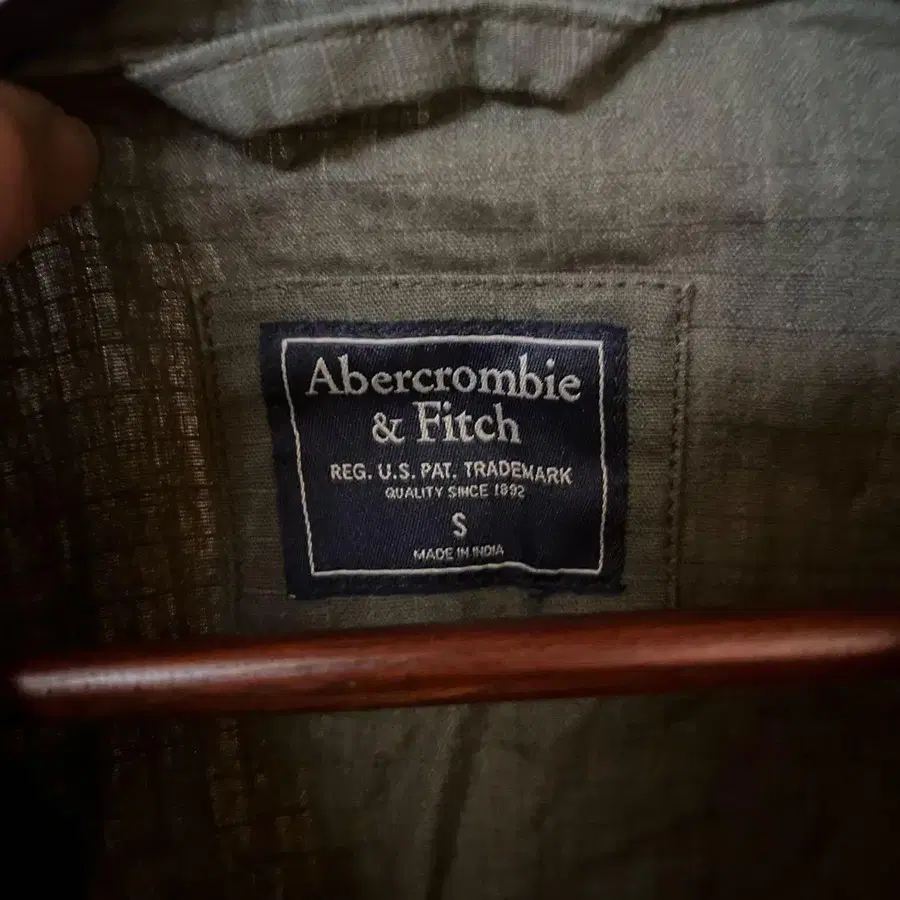 Abercrombie
& Fitch
REG. U.S. PAT. TRADEMARK
QUALITY SINCE 1892
S
MADE IN INDIA